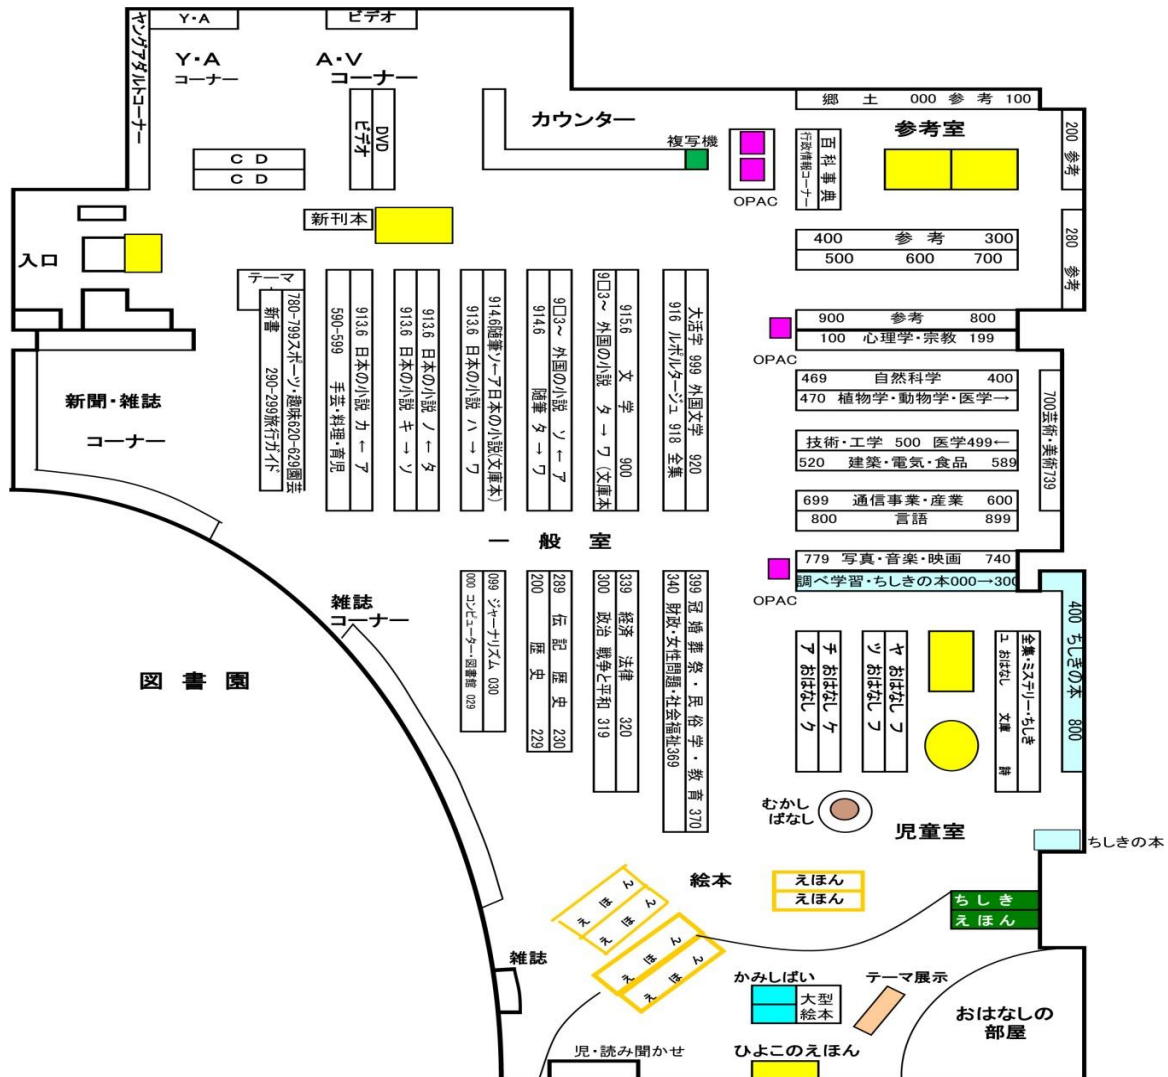 Y・A
ビデオ
ヤングアダルトコーナー
Y・A
コーナー
A・V
コーナー
DVD
ビデオ
CD
CD
カウンター
複写機
OPAC
郷土 000 参考 100
参考室
200 参考
百科事典
行政情報コーナー
280 参考
400 参考 300
500 600 700
新刊本
入口
テーマ
780-799スポーツ・趣味620-629園芸
新書 290-299旅行ガイド
913.6 日本の小説 カ ← ア
590-599 手芸・料理・育児
913.6 日本の小説 ノ ← タ
913.6 日本の小説 キ → ソ
914.6随筆ソ←ア日本の小説(文庫本)
913.6 日本の小説 ハ → ワ
9□3~ 外国の小説 ソ ← ア
914.6 随筆 タ → ワ
915.6 文学 900
9□3~ 外国の小説 タ → ワ (文庫本
大活字 999 外国文学 920
916 ルポルタージュ 918 全集
900 参考 800
100 心理学・宗教 199
OPAC
469 自然科学 400
470 植物学・動物学・医学→
700芸術・美術739
技術・工学 500 医学499←
520 建築・電気・食品 589
699 通信事業・産業 600
800 言語 899
新聞・雑誌
コーナー
一般室
779 写真・音楽・映画 740
調べ学習・ちしきの本000→300
OPAC
雑誌
コーナー
図書園
099 ジャーナリズム 030
000 コンピューター・図書館 029
289 伝記 歴史 230
200 歴史 229
339 経済 法律 320
300 政治 戦争と平和 319
399 冠婚葬祭・民俗学・教育 370
340 財政・女性問題・社会福祉369
400 ちしきの本 800
チ おはなし ケ
ア おはなし ク
ヤ おはなし フ
ツ おはなし フ
全集・ミステリー・ちしき
ユ おはなし 文庫 詩
むかし
ばなし
児童室
ちしきの本
絵本
えほん
えほん
ちしき
えほん
えほん
えほん
えほん
えほん
雑誌
かみしばい
大型
絵本
テーマ展示
おはなしの
部屋
児・読み聞かせ
ひよこのえほん